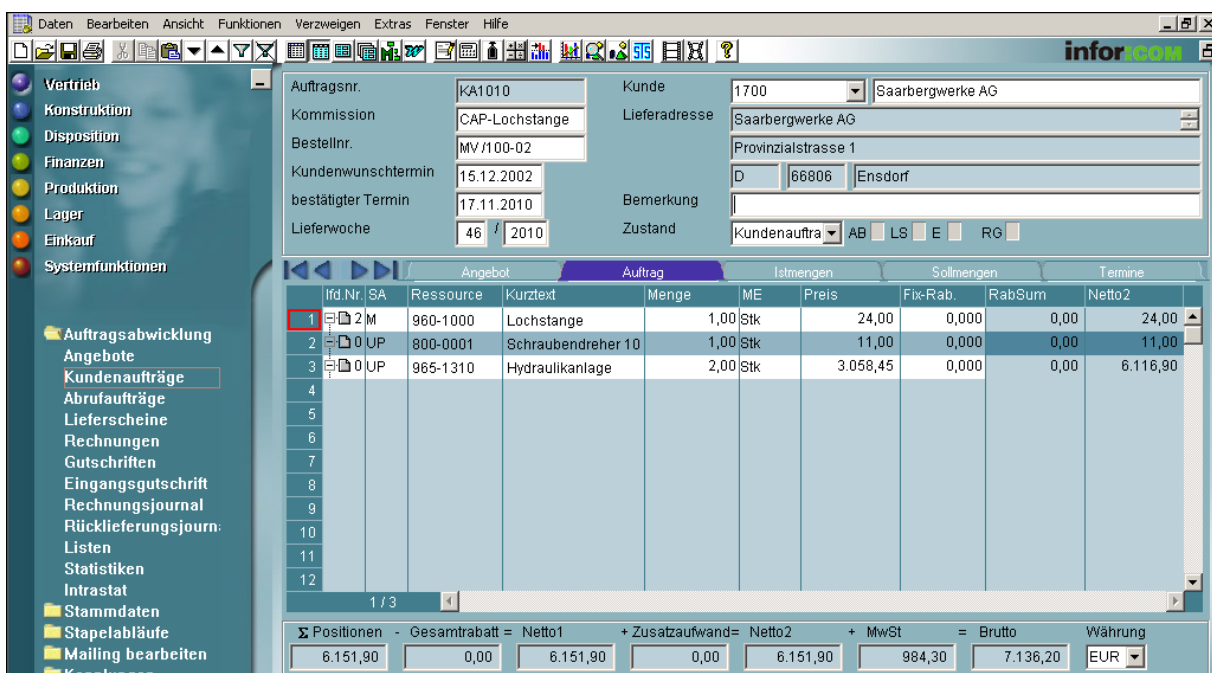 Daten Bearbeiten Ansicht Funktionen Verzweigen Extras Fenster Hilfe
infor:COM
Vertrieb
Konstruktion
Disposition
Finanzen
Produktion
Lager
Einkauf
Systemfunktionen
Auftragsabwicklung
Angebote
Kundenaufträge
Abrufaufträge
Lieferscheine
Rechnungen
Gutschriften
Eingangsgutschrift
Rechnungsjournal
Rücklieferungsjourn
Listen
Statistiken
Intrastat
Stammdaten
Stapelabläufe
Mailing bearbeiten
Auftragsnr. KA1010 Kunde 1700 Saarbergwerke AG
Kommission CAP-Lochstange Lieferadresse Saarbergwerke AG
Bestellnr. MV/100-02 Provinzialstrasse 1
Kundenwunschtermin 15.12.2002 D 66806 Ensdorf
bestätigter Termin 17.11.2010 Bemerkung
Lieferwoche 46 / 2010 Zustand Kundenauftra AB LS E RG
Angebot Auftrag Istmengen Sollmengen Termine
lfd.Nr. SA Ressource Kurztext Menge ME Preis Fix-Rab. RabSum Netto2
1 2 M 960-1000 Lochstange 1,00 Stk 24,00 0,000 0,00 24,00
2 0 UP 800-0001 Schraubendreher 10 1,00 Stk 11,00 0,000 0,00 11,00
3 0 UP 965-1310 Hydraulikanlage 2,00 Stk 3.058,45 0,000 0,00 6.116,90
4
5
6
7
8
9
10
11
12
1 / 3
Σ Positionen - Gesamtrabatt = Netto1 + Zusatzaufwand = Netto2 + MwSt = Brutto Währung
6.151,90 0,00 6.151,90 0,00 6.151,90 984,30 7.136,20 EUR